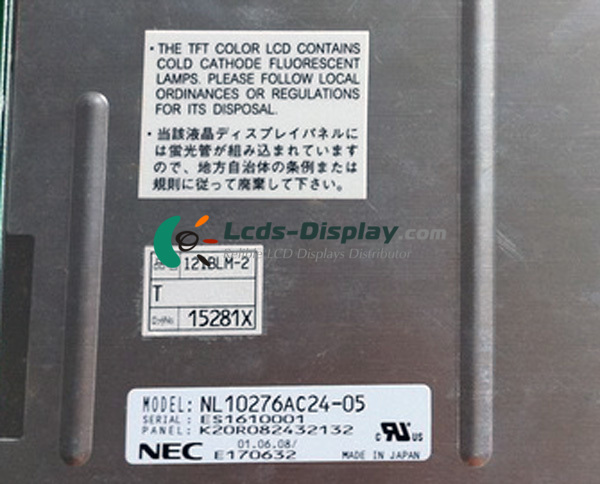 • THE TFT COLOR LCD CONTAINS
COLD CATHODE FLUORESCENT
LAMPS. PLEASE FOLLOW LOCAL
ORDINANCES OR REGULATIONS
FOR ITS DISPOSAL.
• 当該液晶ディスプレイパネルに
は蛍光管が組み込まれています
ので、地方自治体の条例または
規則に従って廃棄して下さい。
Lcds-Display.com
LCD Displays Distributor
121BLM-2
T
15281X
MODEL: NL10276AC24-05
SERIAL: ES1610001
PANEL: K20R082432132
NEC
01.06.08/
E170632
c US
MADE IN JAPAN